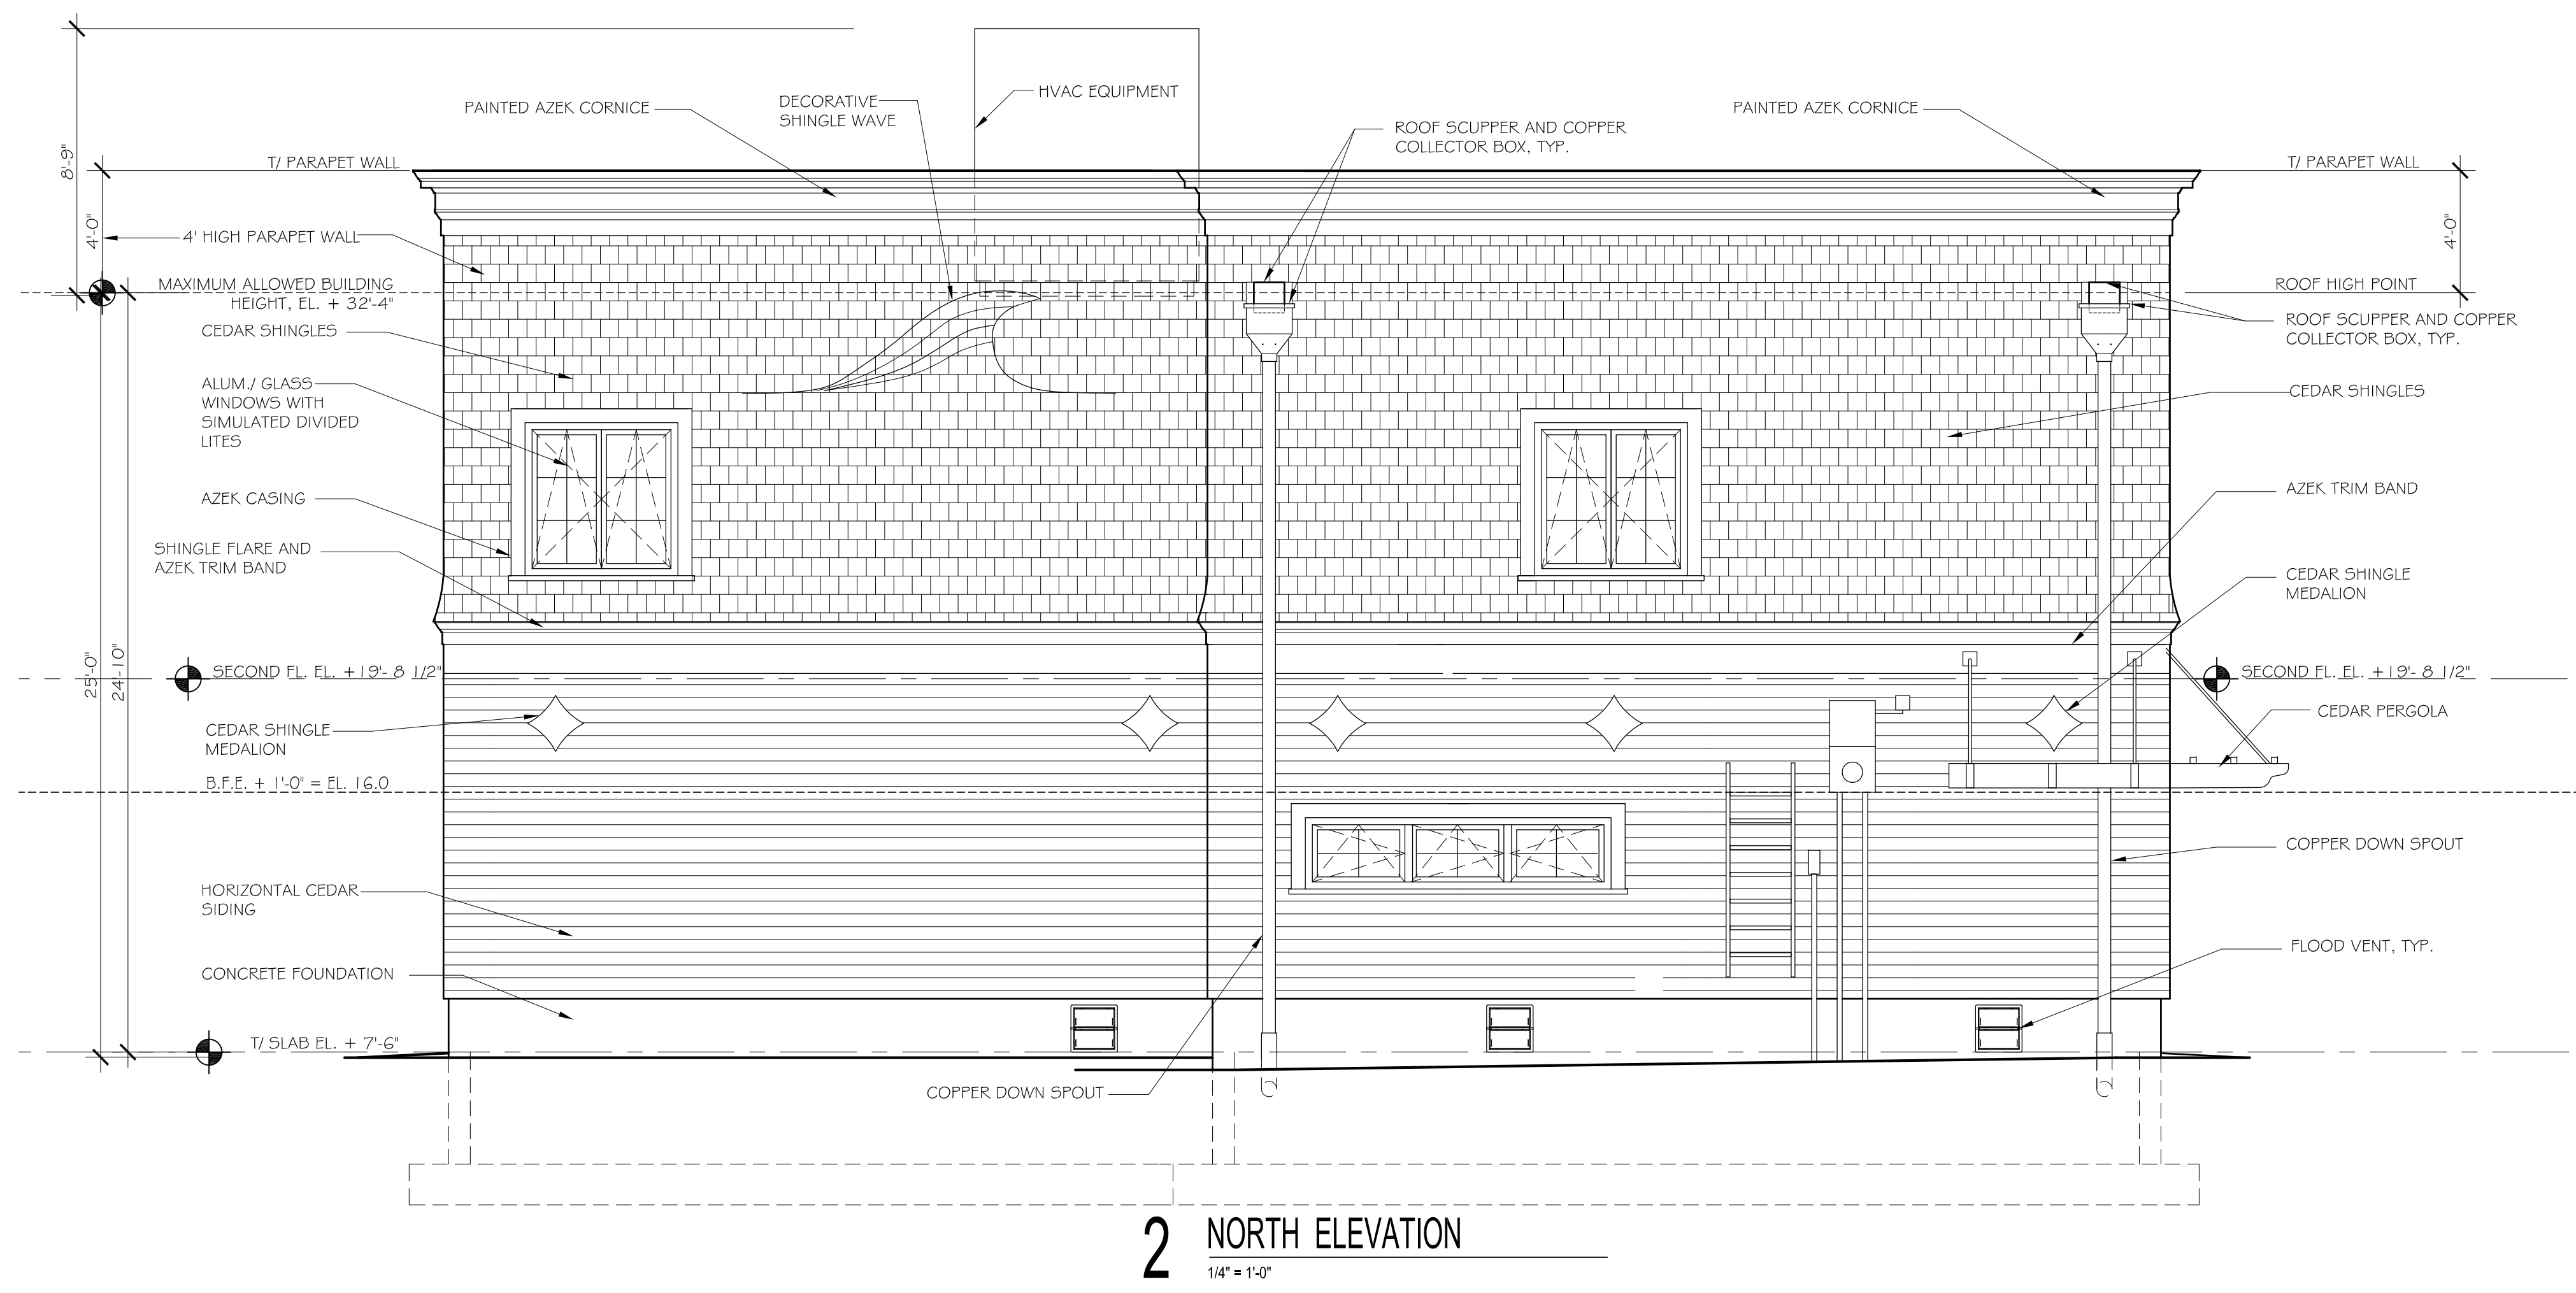 8'-9"
PAINTED AZEK CORNICE
DECORATIVE
SHINGLE WAVE
HVAC EQUIPMENT
ROOF SCUPPER AND COPPER
COLLECTOR BOX, TYP.
PAINTED AZEK CORNICE
T/ PARAPET WALL
T/ PARAPET WALL
4'-0"
4' HIGH PARAPET WALL
4'-0"
MAXIMUM ALLOWED BUILDING
HEIGHT, EL. + 32'-4"
ROOF HIGH POINT
CEDAR SHINGLES
ROOF SCUPPER AND COPPER
COLLECTOR BOX, TYP.
ALUM./ GLASS
WINDOWS WITH
SIMULATED DIVIDED
LITES
CEDAR SHINGLES
AZEK CASING
AZEK TRIM BAND
SHINGLE FLARE AND
AZEK TRIM BAND
CEDAR SHINGLE
MEDALION
25'-0"
24'-10"
SECOND FL. EL. +19'- 8 1/2"
SECOND FL. EL. +19'- 8 1/2"
CEDAR SHINGLE
MEDALION
CEDAR PERGOLA
B.F.E. + 1'-0" = EL. 16.0
COPPER DOWN SPOUT
HORIZONTAL CEDAR
SIDING
FLOOD VENT, TYP.
CONCRETE FOUNDATION
T/ SLAB EL. + 7'-6"
COPPER DOWN SPOUT
2 NORTH ELEVATION
1/4" = 1'-0"